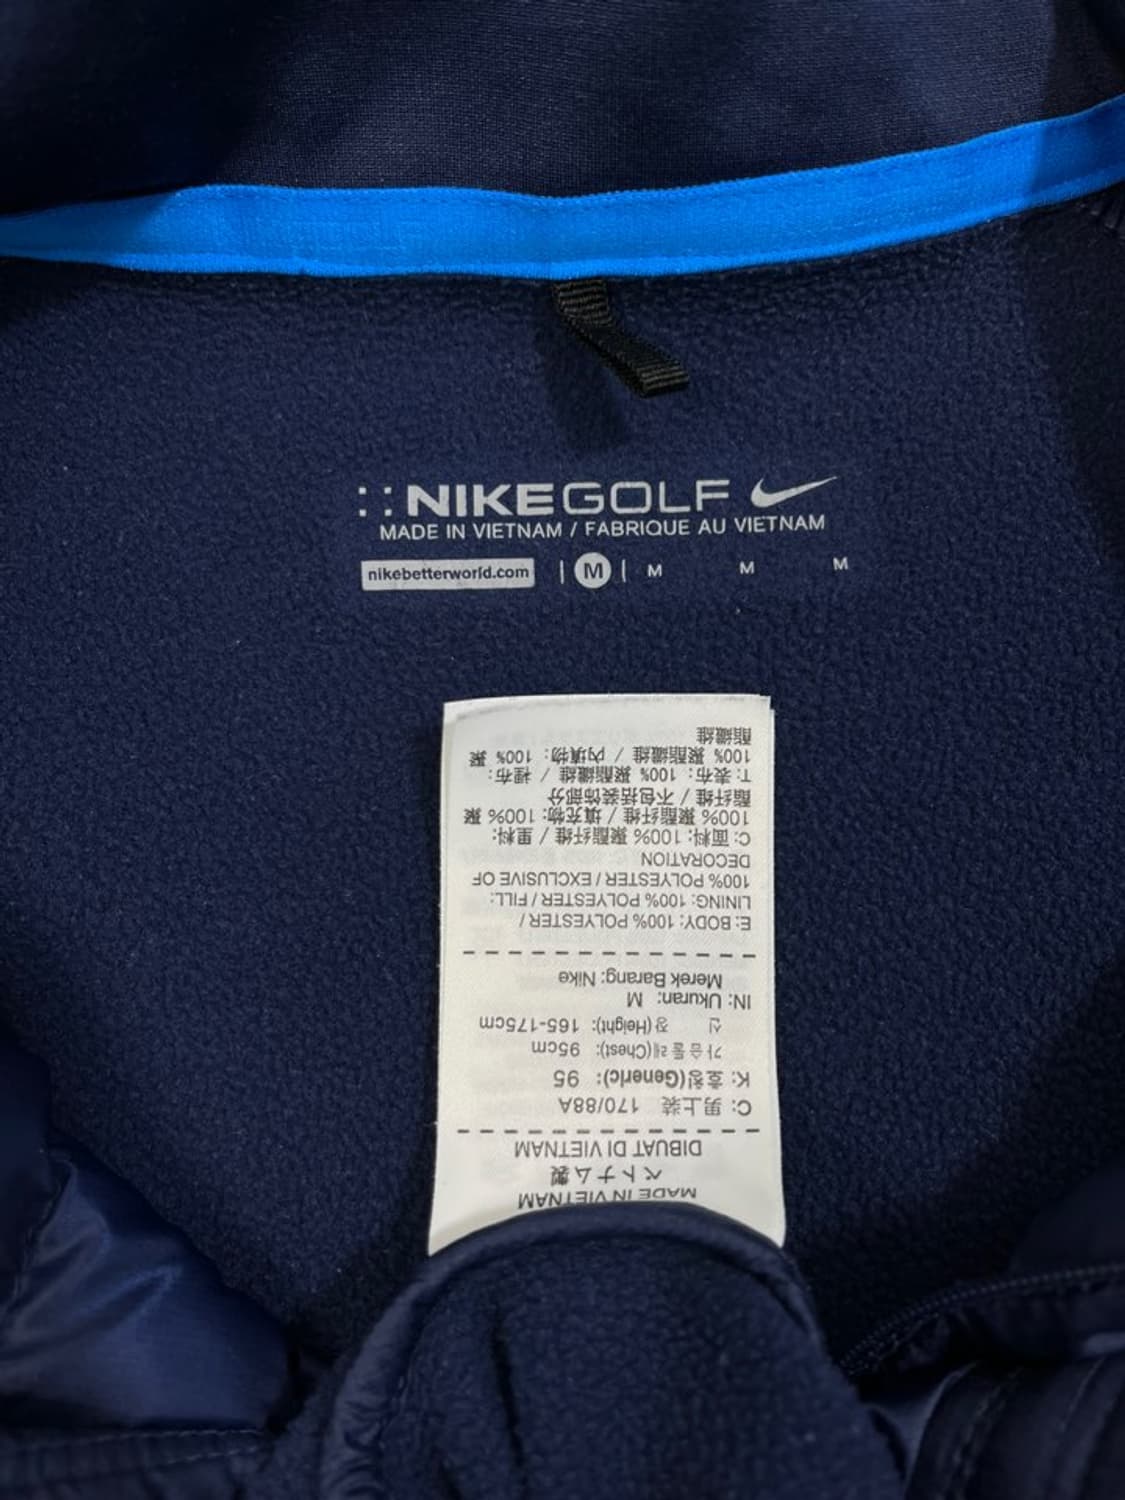 NIKEGOLF
MADE IN VIETNAM / FABRIQUE AU VIETNAM
nikebetterworld.com | M | M M M
MADE IN VIETNAM
ベトナム製
DIBUAT DI VIETNAM
C: 男上装 170/88A
K: 호칭(Generic): 95
가슴둘레(Chest): 95cm
신 장(Height): 165-175cm
IN: Ukuran: M
Merek Barang: Nike
E: BODY: 100% POLYESTER /
LINING: 100% POLYESTER / FILL:
100% POLYESTER / EXCLUSIVE OF
DECORATION
C: 面料: 100% 聚酯纤维 / 里料:
100% 聚酯纤维 / 填充物: 100% 聚
酯纤维 / 不包括装饰部分
T: 表布: 100% 聚酯纖維 / 裡布:
100% 聚酯纖維 / 內填物: 100% 聚
酯纖維